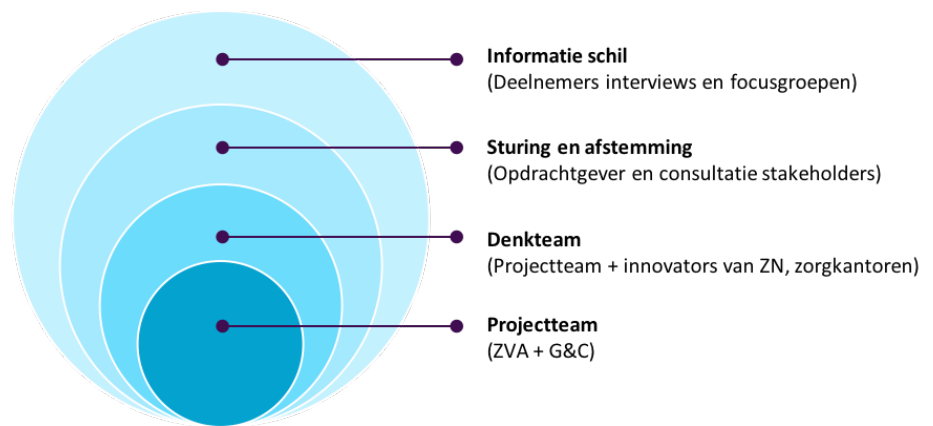 Informatie schil
(Deelnemers interviews en focusgroepen)
Sturing en afstemming
(Opdrachtgever en consultatie stakeholders)
Denkteam
(Projectteam + innovators van ZN, zorgkantoren)
Projectteam
(ZVA + G&C)